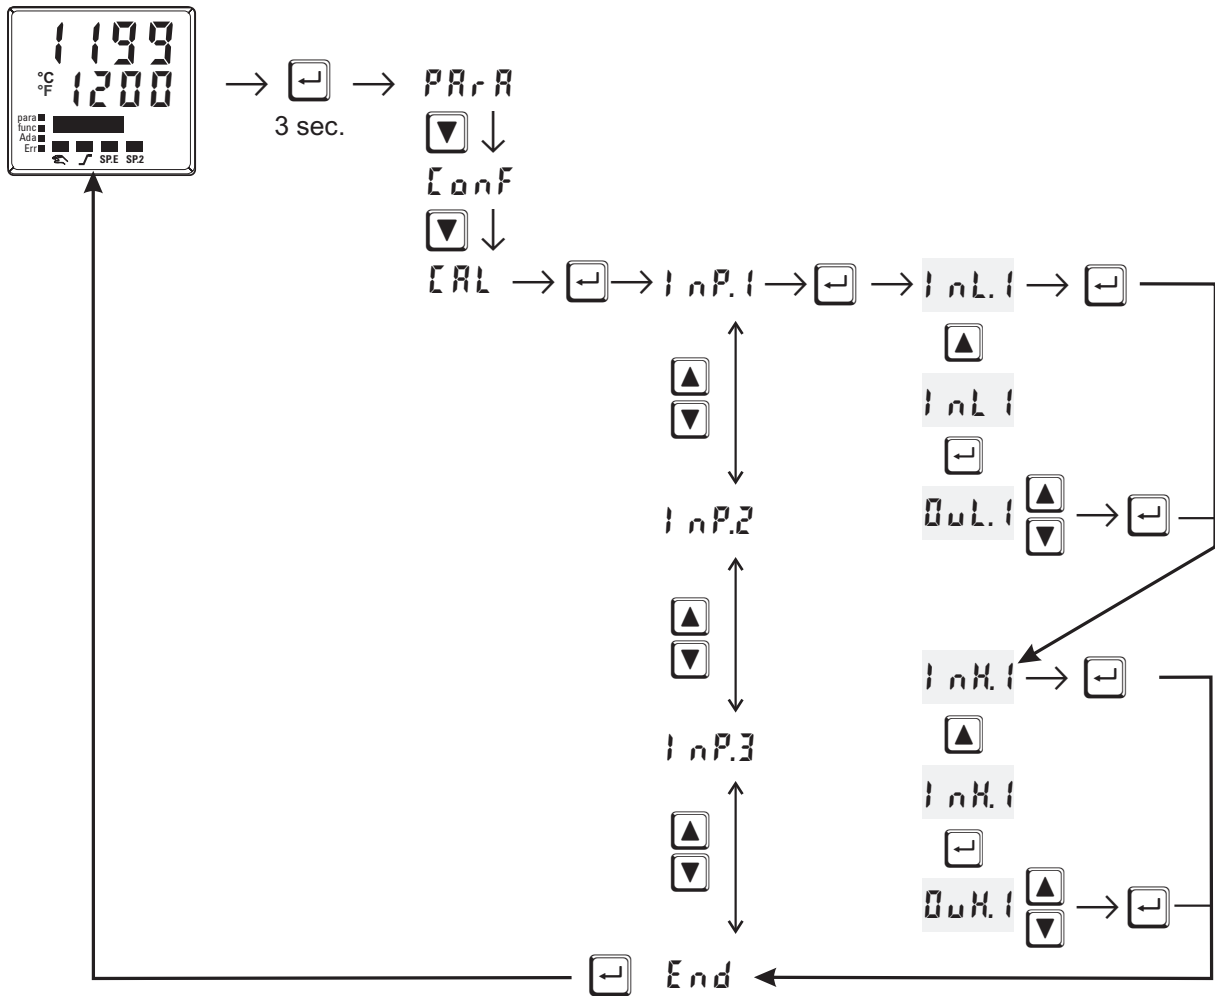 1199
°C
°F 1200
para
func
Ada
Err
SP.E SP.2
3 sec.
PArA
ConF
CAL InP.1 InL.1
InL1
InP.2 OuL.1
InH.1
InP.3
InH.1
OuH.1
End